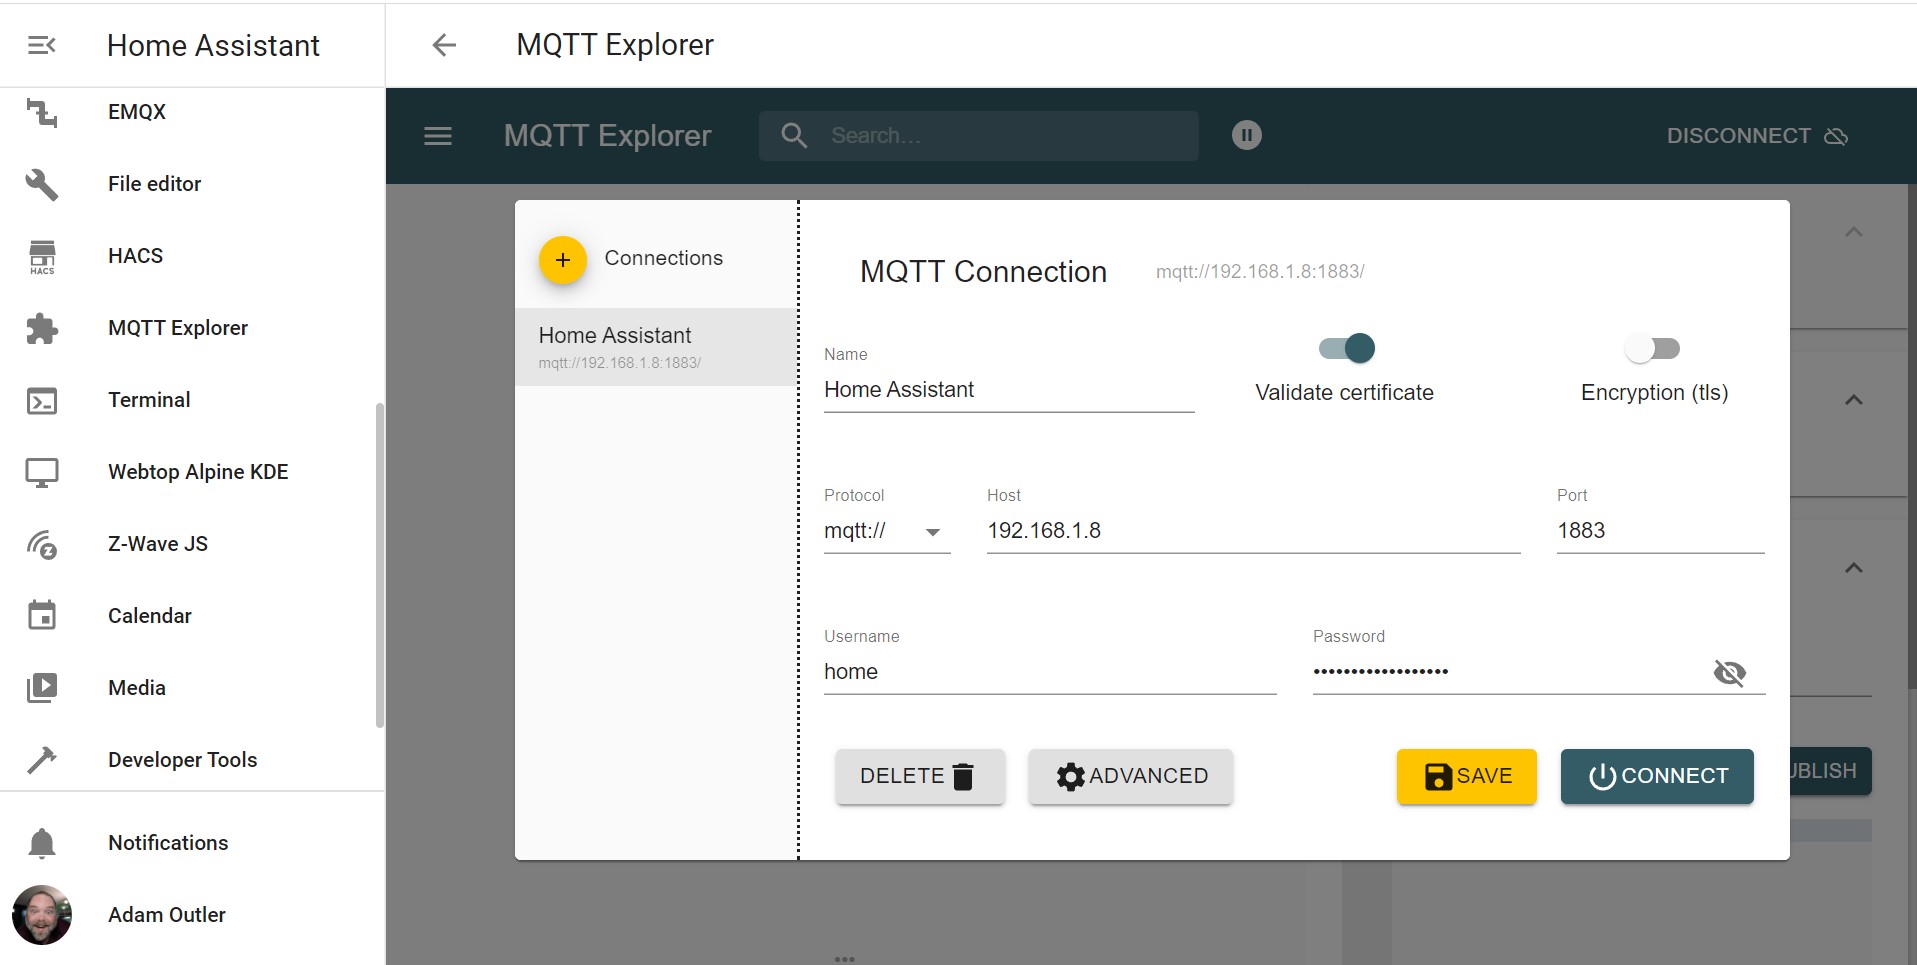 Home Assistant
EMQX
File editor
HACS
HACS
MQTT Explorer
Terminal
Webtop Alpine KDE
Z-Wave JS
Calendar
Media
Developer Tools
Notifications
Adam Outler
MQTT Explorer
MQTT Explorer
Search...
DISCONNECT
Connections
Home Assistant
mqtt://192.168.1.8:1883/
MQTT Connection mqtt://192.168.1.8:1883/
Name
Home Assistant
Validate certificate
Encryption (tls)
Protocol
mqtt://
Host
192.168.1.8
Port
1883
Username
home
Password
••••••••••••••••••
DELETE
ADVANCED
SAVE
CONNECT
UBLISH